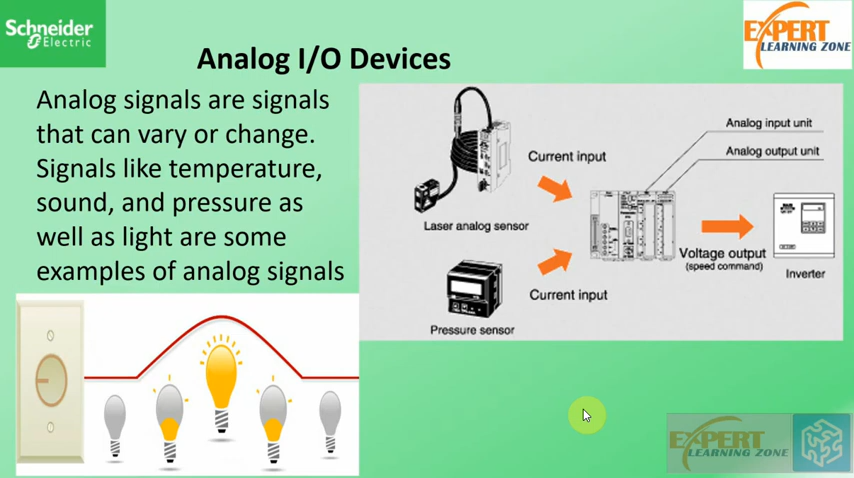 Schneider
Electric
EXPERT
LEARNING ZONE
Analog I/O Devices
Analog signals are signals
that can vary or change.
Signals like temperature,
sound, and pressure as
well as light are some
examples of analog signals
Analog input unit
Analog output unit
Current input
Laser analog sensor
Voltage output
(speed command)
Inverter
Current input
Pressure sensor
EXPERT
LEARNING ZONE